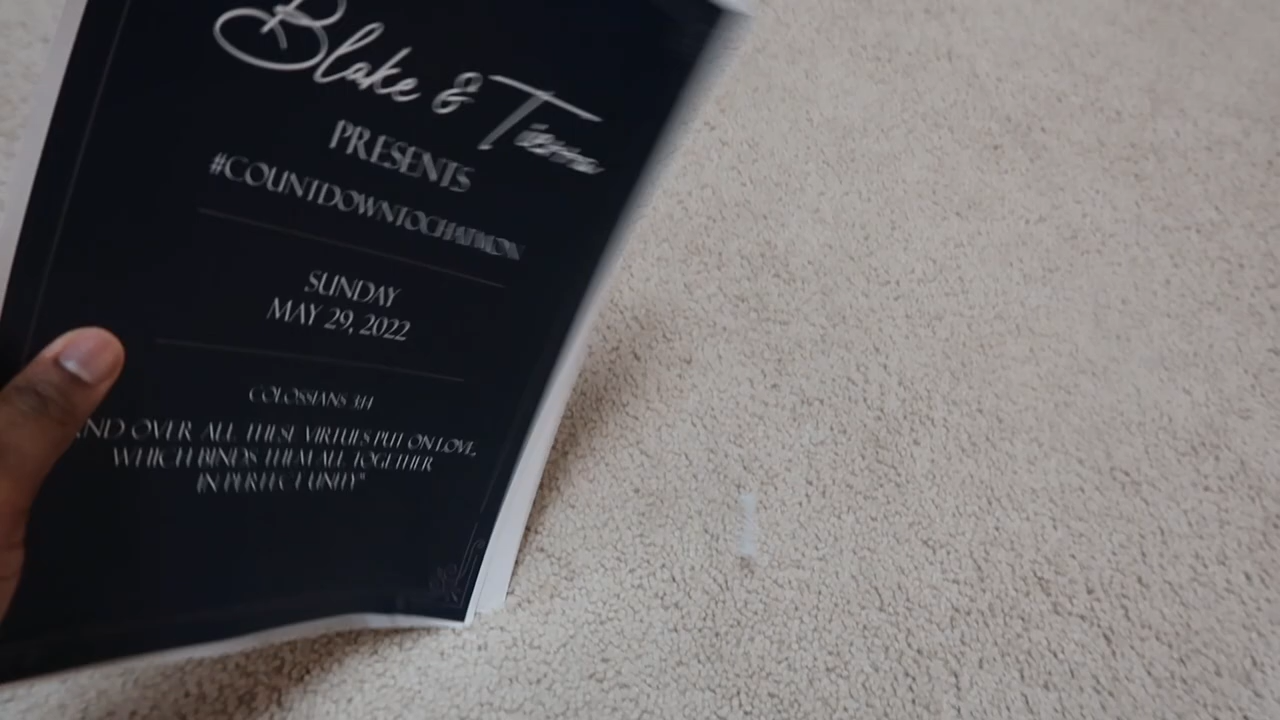 Blake & Tierra
PRESENTS
#COUNTDOWNTOCHATMON
SUNDAY
MAY 29, 2022
COLOSSIANS 3:14
AND OVER ALL THESE VIRTUES PUT ON LOVE,
WHICH BINDS THEM ALL TOGETHER
IN PERFECT UNITY"